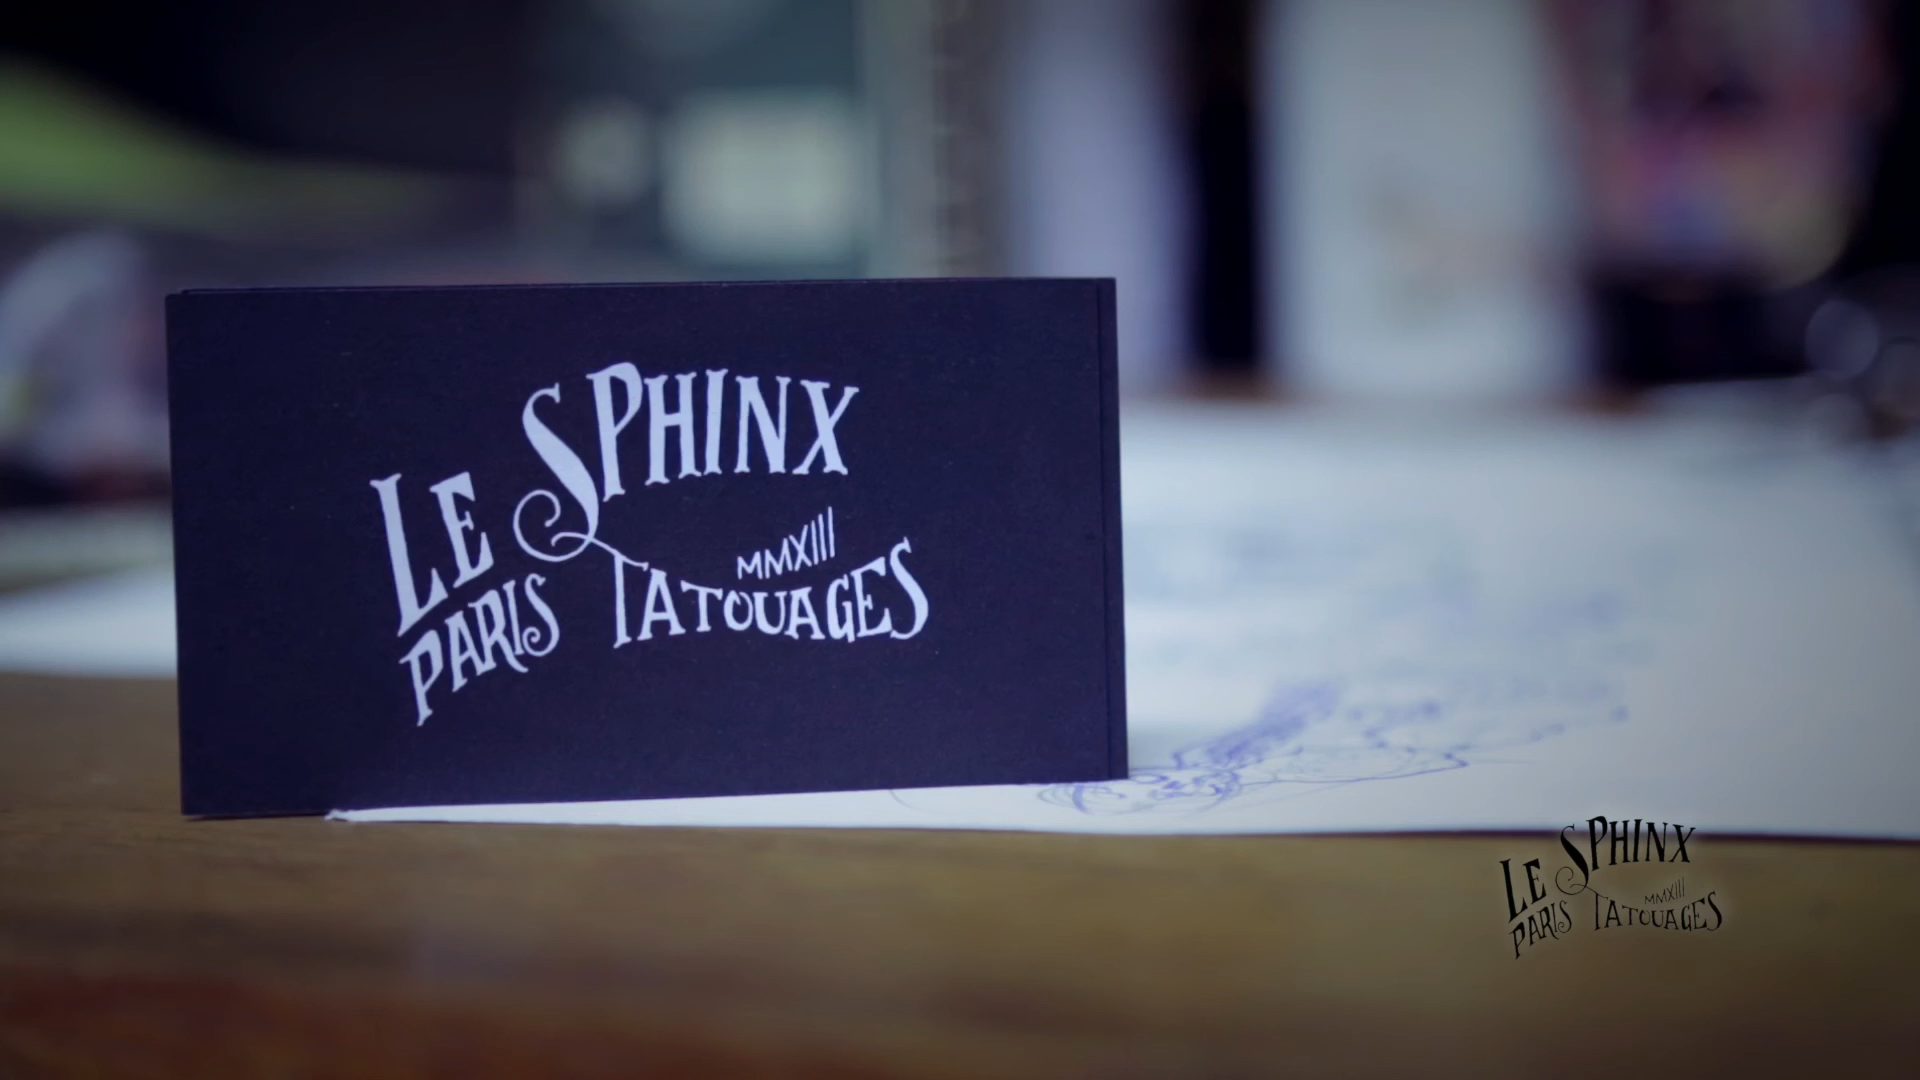 LE SPHINX
MMXIII
PARIS TATOUAGES
LE SPHINX
MMXIII
PARIS TATOUAGES